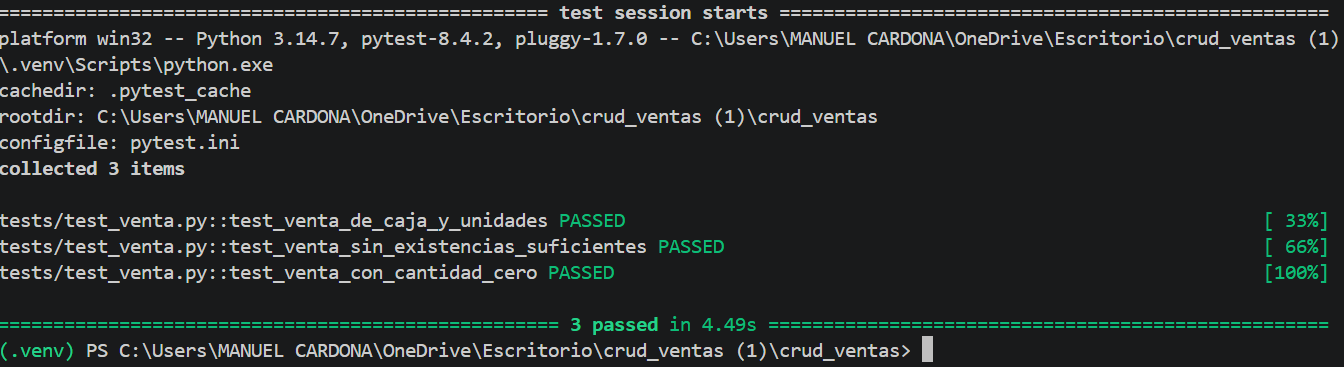 ================================================= test session starts =================================================
platform win32 -- Python 3.14.7, pytest-8.4.2, pluggy-1.7.0 -- C:\Users\MANUEL CARDONA\OneDrive\Escritorio\crud_ventas (1)
\.venv\Scripts\python.exe
cachedir: .pytest_cache
rootdir: C:\Users\MANUEL CARDONA\OneDrive\Escritorio\crud_ventas (1)\crud_ventas
configfile: pytest.ini
collected 3 items
tests/test_venta.py::test_venta_de_caja_y_unidades PASSED [ 33%]
tests/test_venta.py::test_venta_sin_existencias_suficientes PASSED [ 66%]
tests/test_venta.py::test_venta_con_cantidad_cero PASSED [100%]
================================================== 3 passed in 4.49s ==================================================
(.venv) PS C:\Users\MANUEL CARDONA\OneDrive\Escritorio\crud_ventas (1)\crud_ventas>